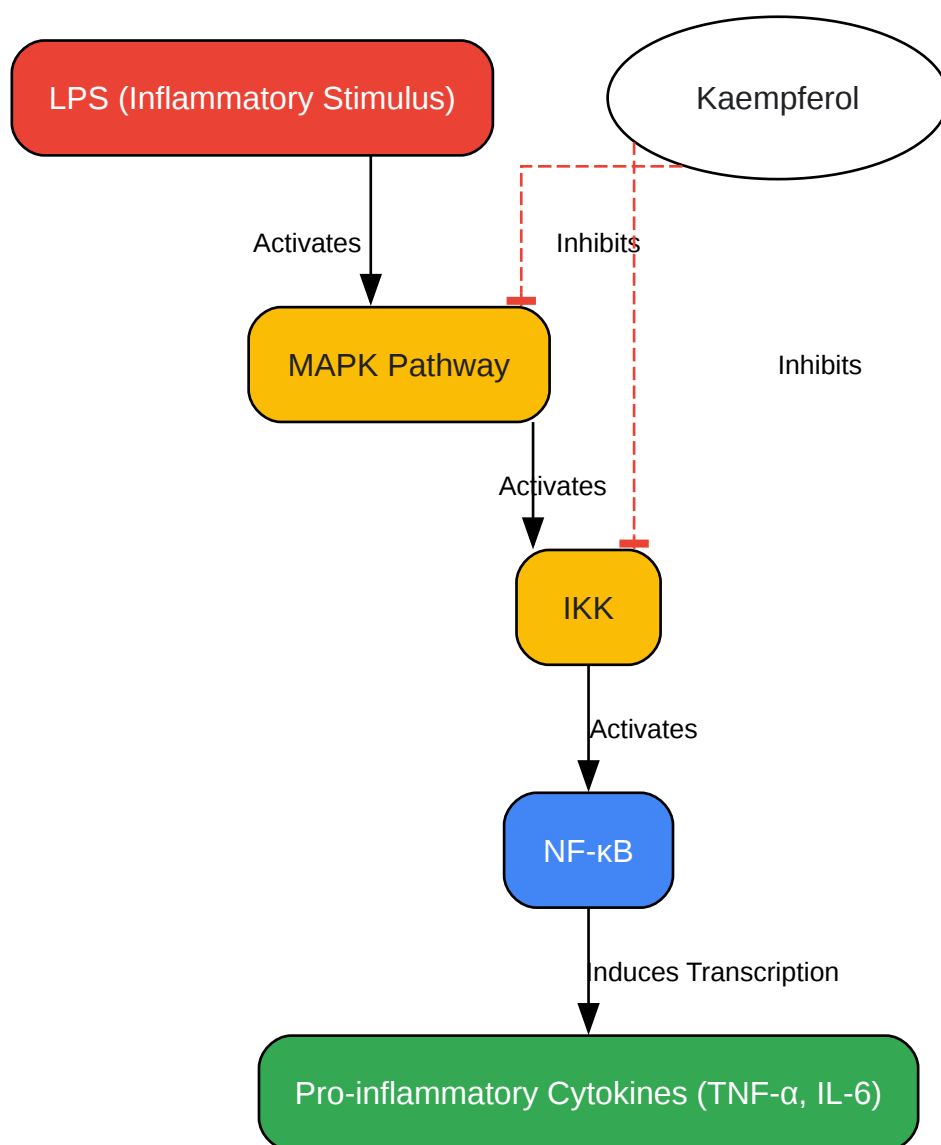 LPS (Inflammatory Stimulus)
Kaempferol
Activates
Inhibits
MAPK Pathway
Inhibits
Activates
IKK
Activates
NF-κB
Induces Transcription
Pro-inflammatory Cytokines (TNF-α, IL-6)